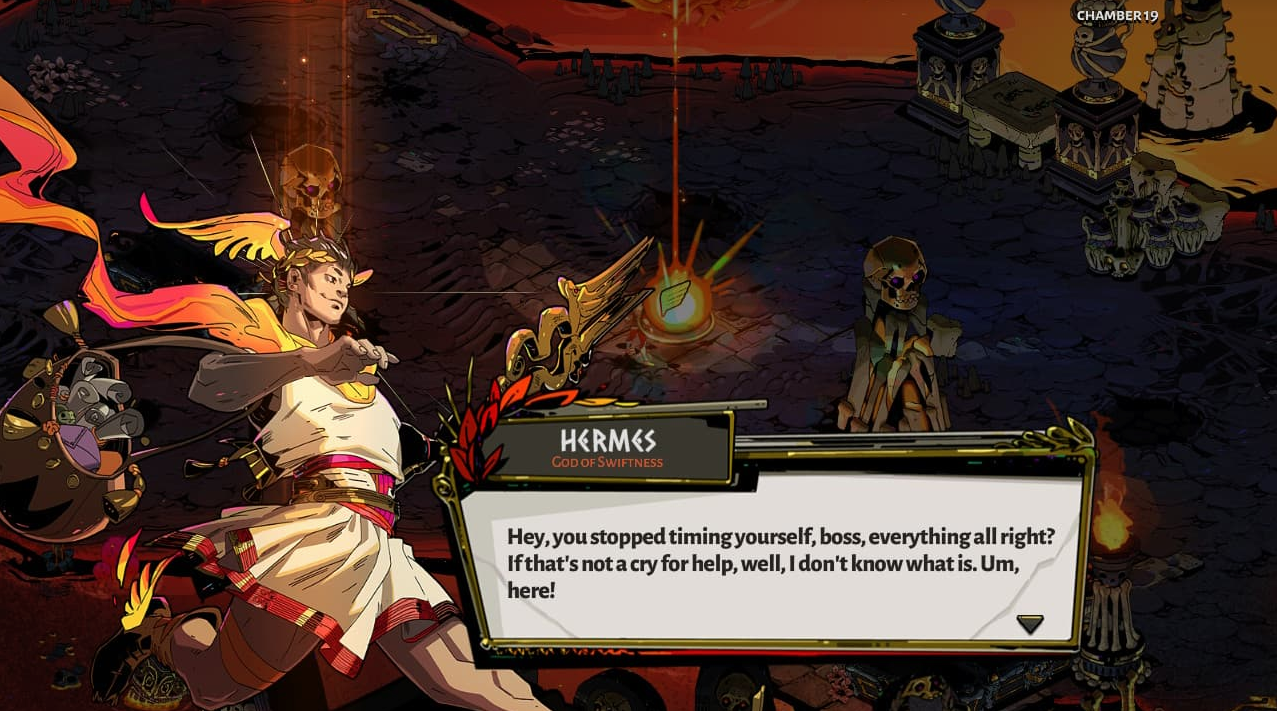 CHAMBER 19
HERMES
GOD OF SWIFTNESS
Hey, you stopped timing yourself, boss, everything all right?
If that's not a cry for help, well, I don't know what is. Um,
here!